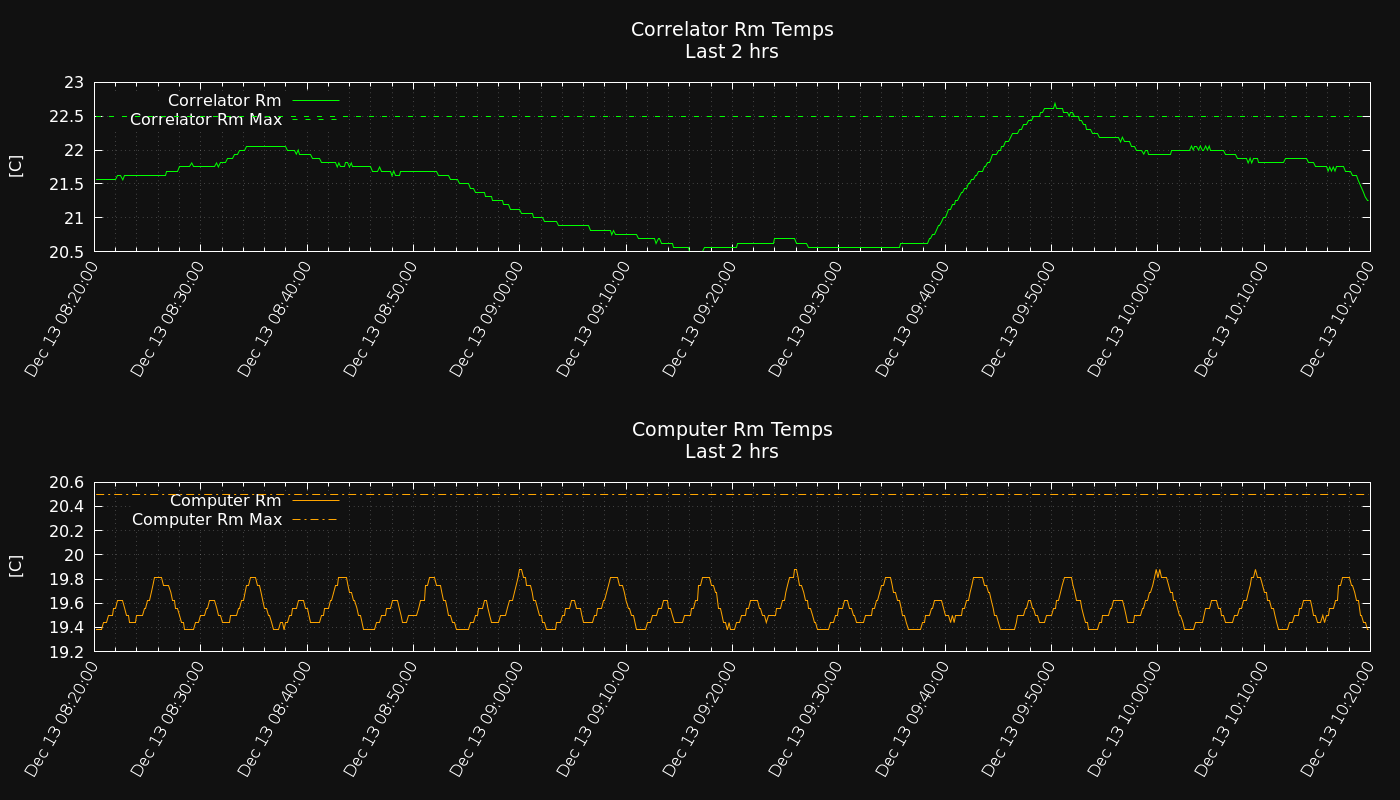 Correlator Rm Temps
Last 2 hrs
[C]
23
22.5
22
21.5
21
20.5
Correlator Rm
Correlator Rm Max
Dec 13 08:20:00
Dec 13 08:30:00
Dec 13 08:40:00
Dec 13 08:50:00
Dec 13 09:00:00
Dec 13 09:10:00
Dec 13 09:20:00
Dec 13 09:30:00
Dec 13 09:40:00
Dec 13 09:50:00
Dec 13 10:00:00
Dec 13 10:10:00
Dec 13 10:20:00
Computer Rm Temps
Last 2 hrs
[C]
20.6
20.4
20.2
20
19.8
19.6
19.4
19.2
Computer Rm
Computer Rm Max
Dec 13 08:20:00
Dec 13 08:30:00
Dec 13 08:40:00
Dec 13 08:50:00
Dec 13 09:00:00
Dec 13 09:10:00
Dec 13 09:20:00
Dec 13 09:30:00
Dec 13 09:40:00
Dec 13 09:50:00
Dec 13 10:00:00
Dec 13 10:10:00
Dec 13 10:20:00